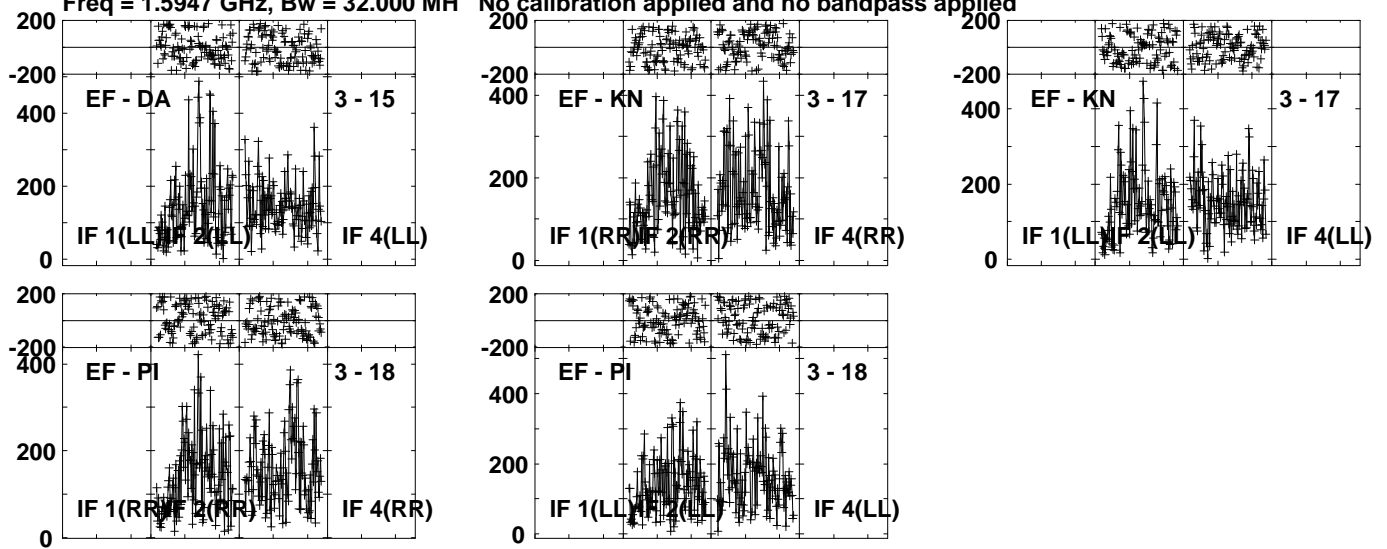 Freq = 1.5947 GHz, Bw = 32.000 MH No calibration applied and no bandpass applied
200
-200
EF - DA 3 - 15
400
200
IF 1(LL) IF 2(LL) IF 4(LL)
0
200
-200
EF - KN 3 - 17
400
200
IF 1(RR) IF 2(RR) IF 4(RR)
0
200
-200
EF - KN 3 - 17
400
200
IF 1(LL) IF 2(LL) IF 4(LL)
0
200
-200
EF - PI 3 - 18
400
200
IF 1(RR) IF 2(RR) IF 4(RR)
0
200
-200
EF - PI 3 - 18
400
200
IF 1(LL) IF 2(LL) IF 4(LL)
0